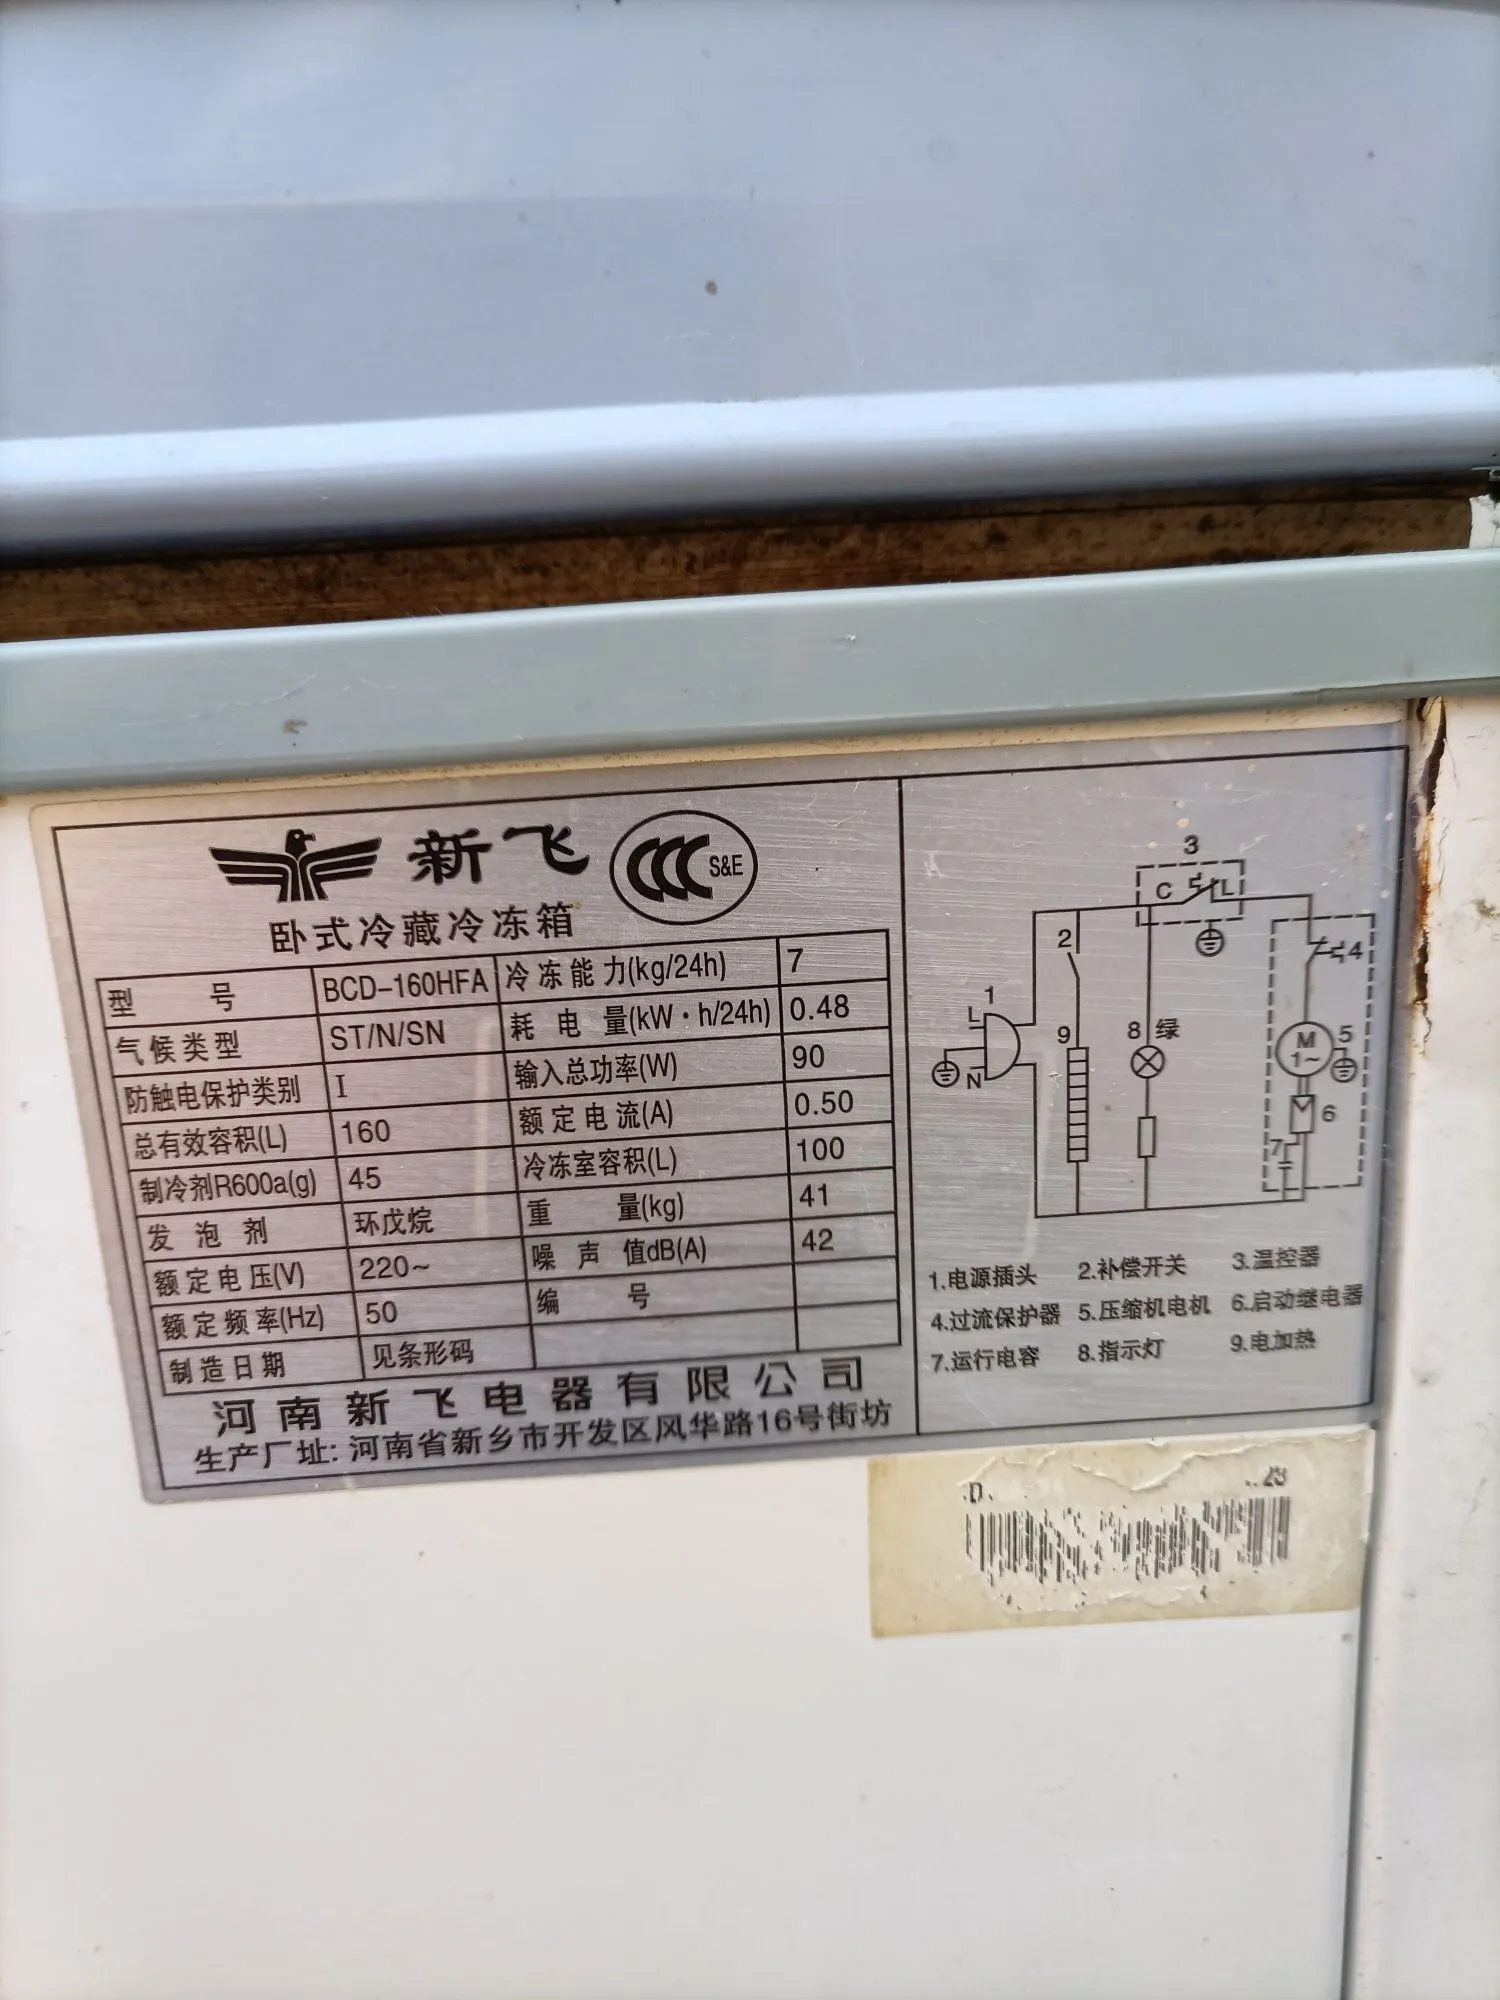 新飞 CCC S&E
卧式冷藏冷冻箱
型号 BCD-160HFA 冷冻能力(kg/24h) 7
气候类型 ST/N/SN 耗电量(kW·h/24h) 0.48
防触电保护类别 I 输入总功率(W) 90
总有效容积(L) 160 额定电流(A) 0.50
制冷剂R600a(g) 45 冷冻室容积(L) 100
发泡剂 环戊烷 重量(kg) 41
额定电压(V) 220~ 噪声值dB(A) 42
额定频率(Hz) 50 编号
制造日期 见条形码
河南新飞电器有限公司
生产厂址: 河南省新乡市开发区风华路16号街坊
3
C L
2
4
1
L
9
8 绿
M
1~
5
N
6
7
1.电源插头 2.补偿开关 3.温控器
4.过流保护器 5.压缩机电机 6.启动继电器
7.运行电容 8.指示灯 9.电加热